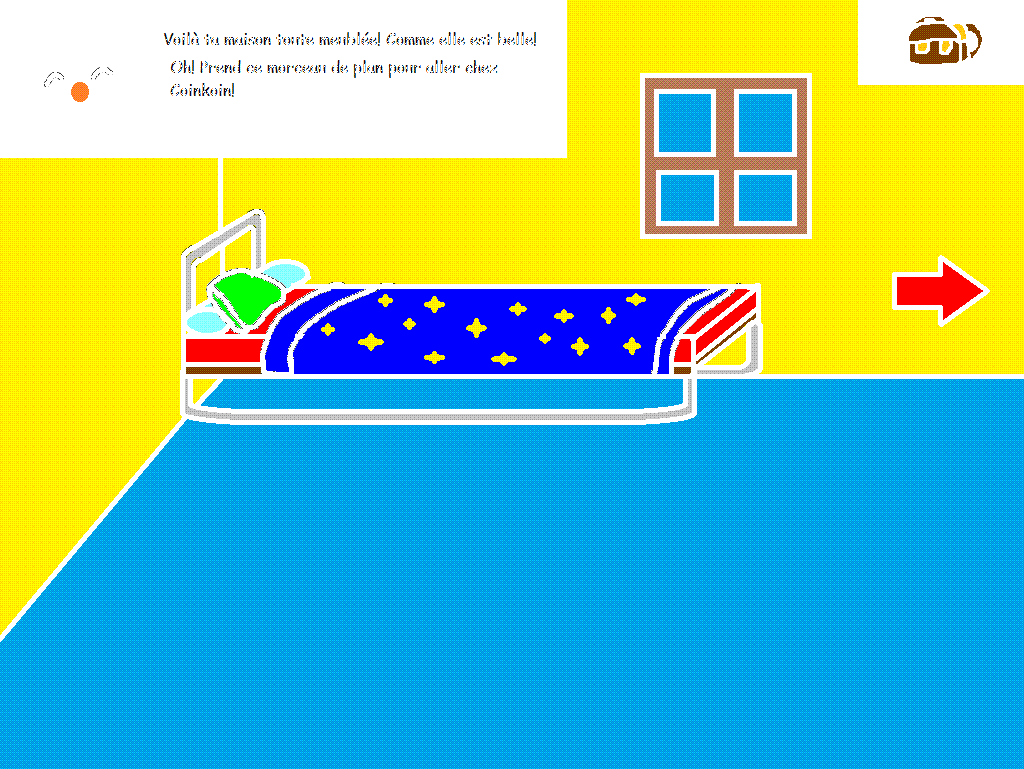 Voilà ta maison toute meublée! Comme elle est belle!
Oh! Prend ce morceau de plan pour aller chez
Coinkoin!